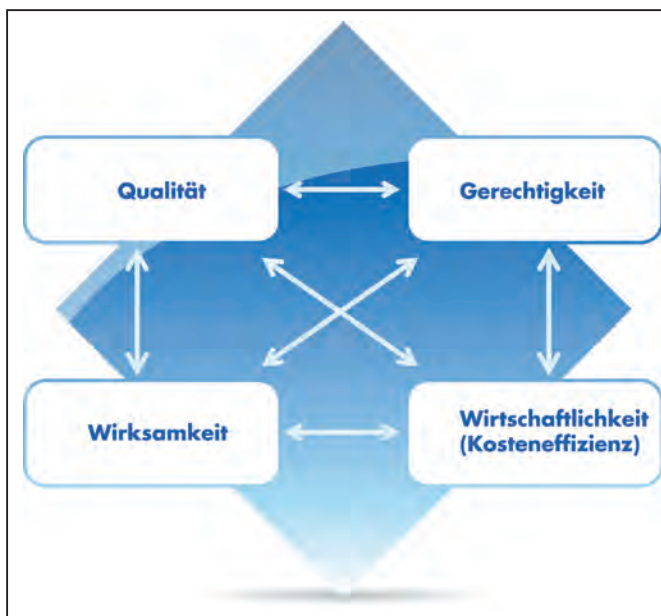 Qualität
Gerechtigkeit
Wirksamkeit
Wirtschaftlichkeit
(Kosteneffizienz)